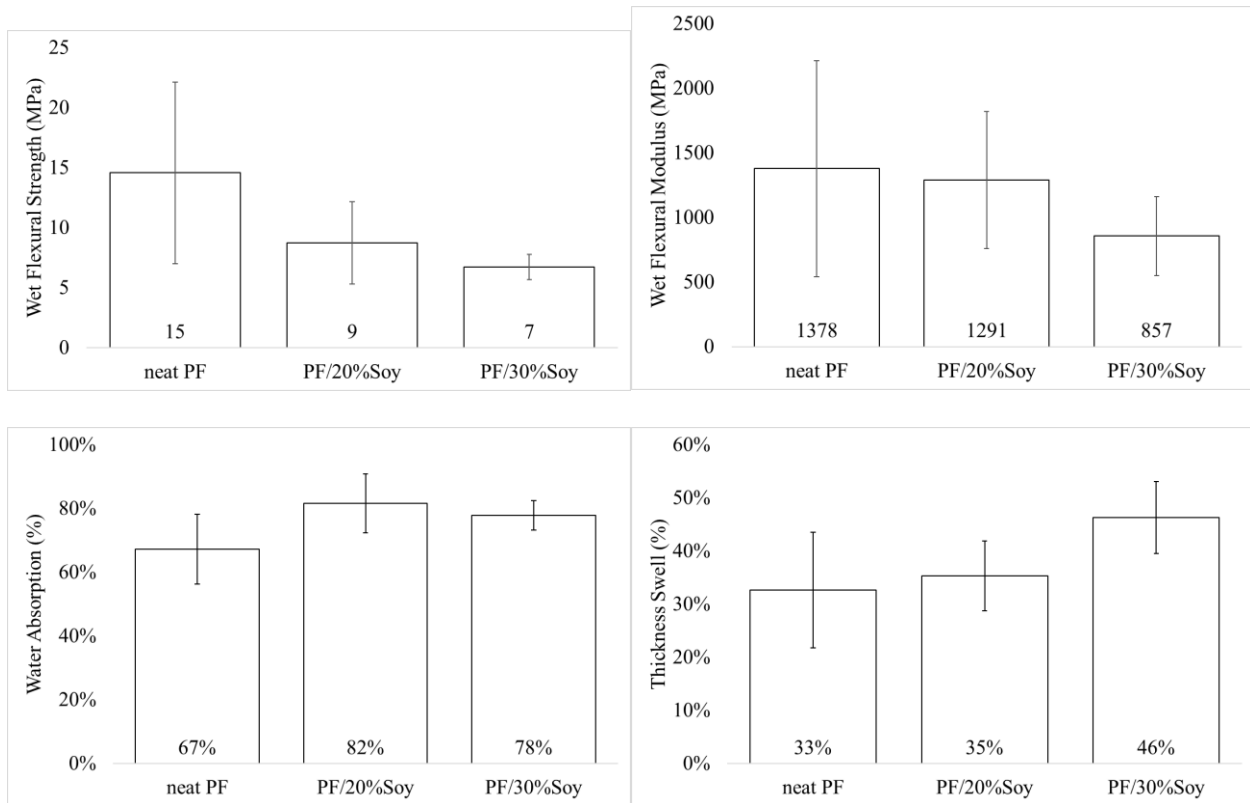 Wet Flexural Strength (MPa)
25
20
15
10
5
0
15
9
7
neat PF
PF/20%Soy
PF/30%Soy
Wet Flexural Modulus (MPa)
2500
2000
1500
1000
500
0
1378
1291
857
neat PF
PF/20%Soy
PF/30%Soy
Water Absorption (%)
100%
80%
60%
40%
20%
0%
67%
82%
78%
neat PF
PF/20%Soy
PF/30%Soy
Thickness Swell (%)
60%
50%
40%
30%
20%
10%
0%
33%
35%
46%
neat PF
PF/20%Soy
PF/30%Soy